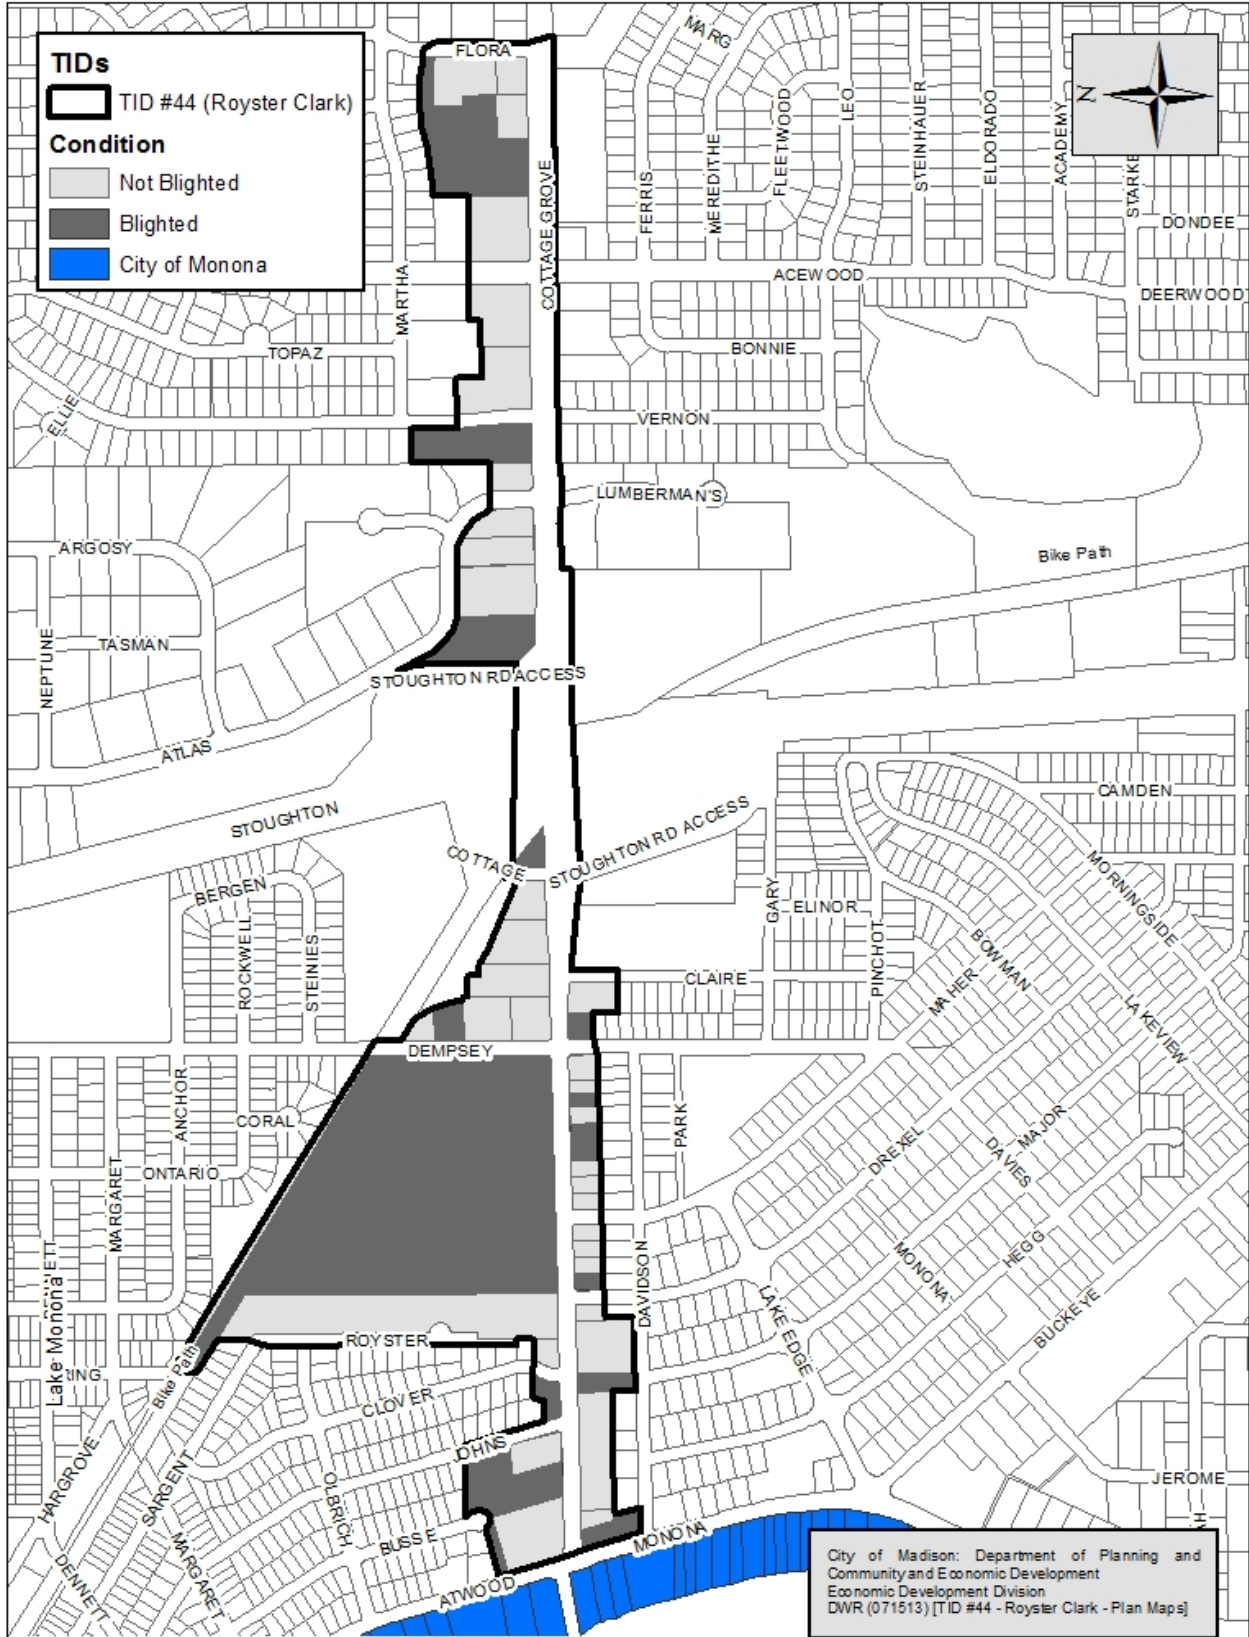 TIDs
TID #44 (Royster Clark)
Condition
Not Blighted
Blighted
City of Monona
N
FLORA
MARG
COTTAGE GROVE
FERRIS
MEREDITHE
FLEETWOOD
LEO
STEINHAUER
ELDORADO
ACADEMY
STARKE
DONDEE
ACEWOOD
DEERWOOD
MARTHA
TOPAZ
BONNIE
ELLIE
VERNON
LUMBERMAN'S
ARGOSY
Bike Path
NEPTUNE
TASMAN
STOUGHTON RD ACCESS
ATLAS
STOUGHTON
CAMDEN
COTTAGE
STOUGHTON RD ACCESS
BERGEN
ROCKWELL
STEINIES
GARY
ELINOR
PINCHOT
MORNINGSIDE
BOWMAN
MAHER
CLAIRE
LAKEVIEW
DEMPSEY
ANCHOR
CORAL
PARK
MARGARET
ONTARIO
DREXEL
DAVIES
MAJOR
Lake Monona
DAVIDSON
MONONA
HEGG
LAKE EDGE
BUCKEYE
ROYSTER
RING
Bike Path
CLOVER
JOHNS
HARGROVE
SARGENT
OLBRICH
MARGARET
BUSSE
DENNETT
ATWOOD
MONONA
JEROME
AH
City of Madison: Department of Planning and
Community and Economic Development
Economic Development Division
DWR (071513) [TID #44 - Royster Clark - Plan Maps]